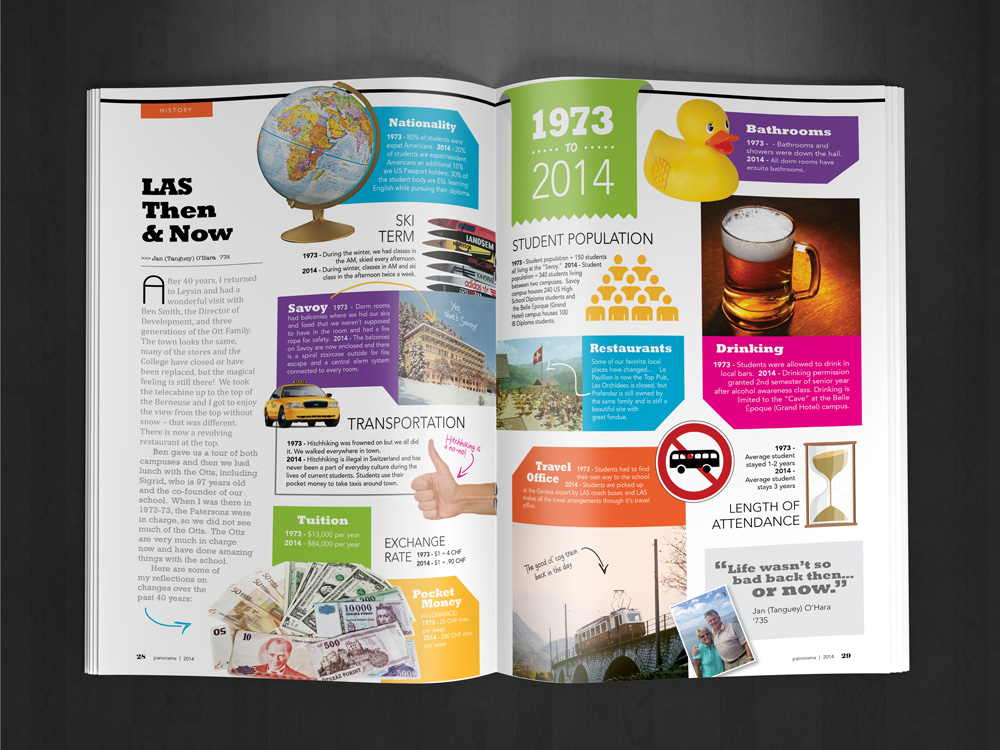 HISTORY
LAS
Then
& Now
>>> Jan (Tanguey) O'Hara '73S
After 40 years, I returned
to Leysin and had a
wonderful visit with
Ben Smith, the Director of
Development, and three
generations of the Ott Family.
The town looks the same,
many of the stores and the
College have closed or have
been replaced, but the magical
feeling is still there! We took
the telecabine up to the top of
the Berneuse and I got to enjoy
the view from the top without
snow – that was different.
There is now a revolving
restaurant at the top.
Ben gave us a tour of both
campuses and then we had
lunch with the Otts, including
Sigrid, who is 97 years old
and the co-founder of our
school. When I was there in
1972-73, the Patersons were
in charge, so we did not see
much of the Otts. The Otts
are very much in charge
now and have done amazing
things with the school.
Here are some of
my reflections on
changes over the
past 40 years:
28 panorama | 2014
Nationality
1973 - 80% of students were
expat Americans. 2014 - 20%
of students are expat/resident
Americans an additional 10%
are US Passport holders. 30% of
the student body are ESL learning
English while pursuing their diploma.
SKI
TERM
1973 - During the winter, we had classes in
the AM, skied every afternoon.
2014 - During winter, classes in AM and ski
class in the afternoon twice a week.
LANDSEM
adidas
Savoy 1973 - Dorm rooms
had balconies where we hid our skis
and food that we weren't supposed
to have in the room and had a fire
rope for safety. 2014 - The balconies
on Savoy are now enclosed and there
is a spiral staircase outside for fire
escape and a central alarm system
connected to every room.
Yes
that's Savoy!
TRANSPORTATION
1973 - Hitchhiking was frowned on but we all did
it. We walked everywhere in town.
2014 - Hitchhiking is illegal in Switzerland and has
never been a part of everyday culture during the
lives of current students. Students use their
pocket money to take taxis around town.
Hitchhiking is
a no-no!
Tuition
1973 - $13,000 per year
2014 - $84,000 per year
EXCHANGE
RATE
1973 - $1 = 4 CHF
2014 - $1 = .90 CHF
Pocket
Money
(ALLOWANCE)
1973 - 20 CHF min.
per week
2014 - 250 CHF min.
per week
50
200
10000
10
500
ÖTSZÁZ FORINT
500
1973
TO
2014
STUDENT POPULATION
1973 - Student population = 150 students
all living at the "Savoy." 2014 - Student
population = 340 students living
between two campuses. Savoy
campus houses 240 US High
School Diploma students and
the Belle Époque (Grand
Hotel) campus houses 100
IB Diploma students.
Bathrooms
1973 - - Bathrooms and
showers were down the hall.
2014 - All dorm rooms have
ensuite bathrooms.
Restaurants
Some of our favorite local
places have changed... Le
Pavillion is now the Top Pub,
Les Orchidees is closed, but
Prafandaz is still owned by
the same family and is still a
beautiful site with
great fondue.
Drinking
1973 - Students were allowed to drink in
local bars. 2014 - Drinking permission
granted 2nd semester of senior year
after alcohol awareness class. Drinking is
limited to the "Cave" at the Belle
Époque (Grand Hotel) campus.
Travel
Office
1973 - Students had to find
their own way to the school.
2014 - Students are picked up
at the Geneva airport by LAS coach buses and LAS
makes all the travel arrangements through it's travel
office.
1973 -
Average student
stayed 1-2 years
2014 -
Average student
stays 3 years
LENGTH OF
ATTENDANCE
The good ol' cog train
back in the day
"Life wasn't so
bad back then...
or now."
Jan (Tanguey) O'Hara
'73S
panorama | 2014 29